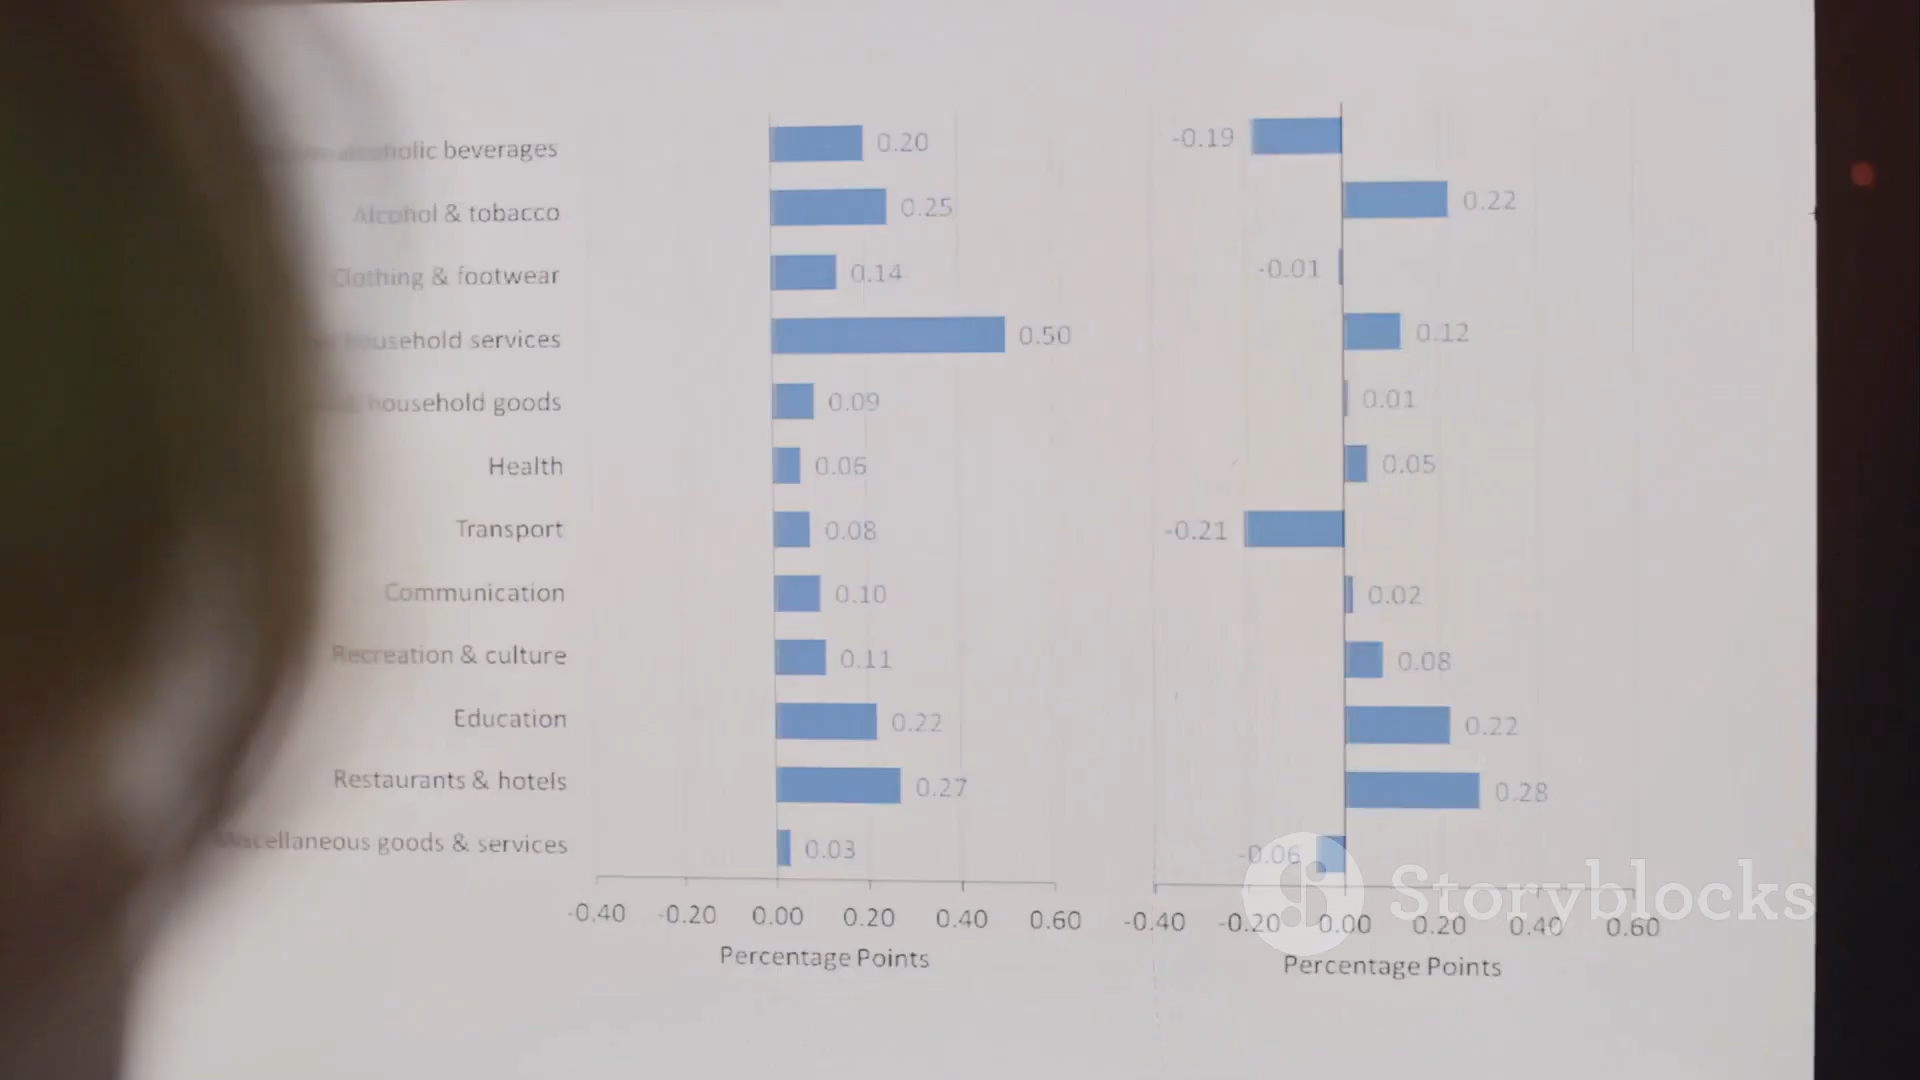 alcoholic beverages 0.20 -0.19
Alcohol & tobacco 0.25 0.22
Clothing & footwear 0.14 -0.01
household services 0.50 0.12
household goods 0.09 0.01
Health 0.06 0.05
Transport 0.08 -0.21
Communication 0.10 0.02
Recreation & culture 0.11 0.08
Education 0.22 0.22
Restaurants & hotels 0.27 0.28
Miscellaneous goods & services 0.03 -0.06
Storyblocks
-0.40 -0.20 0.00 0.20 0.40 0.60 -0.40 -0.20 0.00 0.20 0.40 0.60
Percentage Points Percentage Points